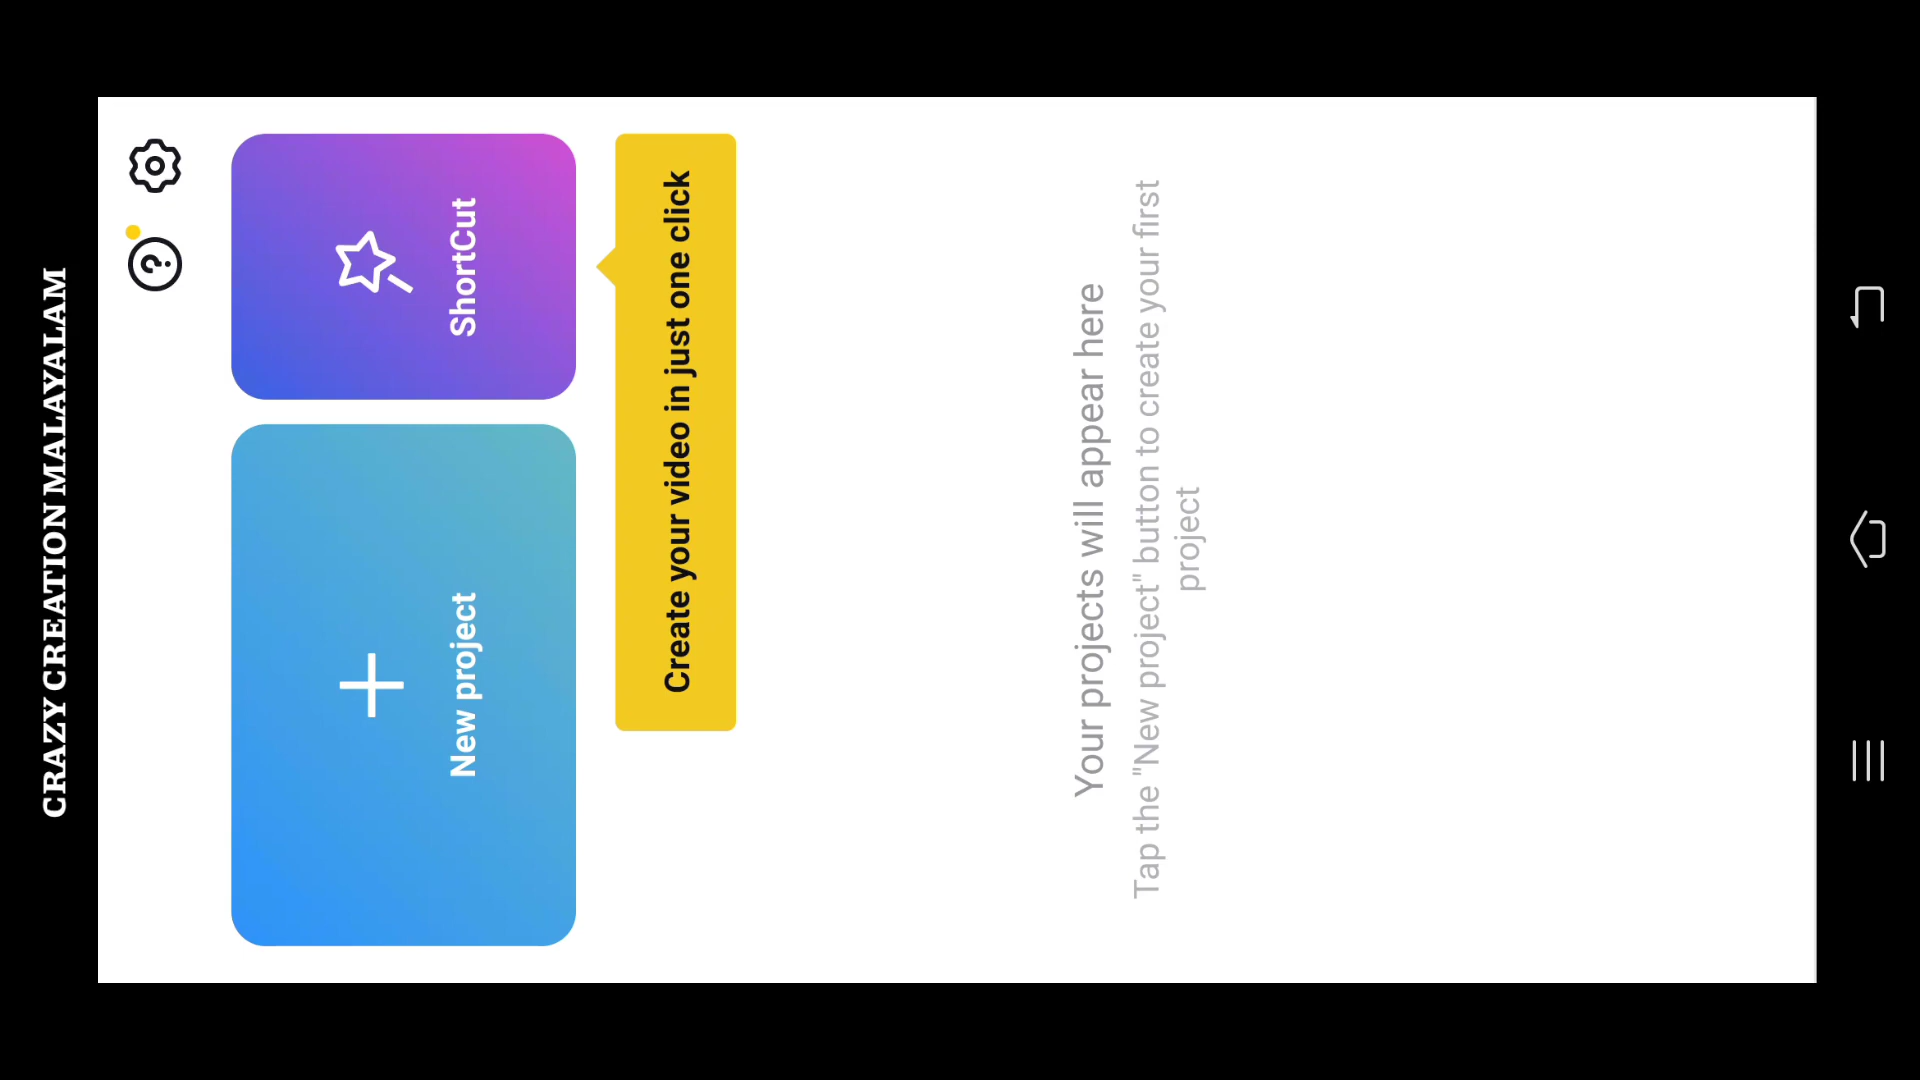 CRAZY CREATION MALAYALAM
New project
ShortCut
Create your video in just one click
Your projects will appear here
Tap the "New project" button to create your first
project